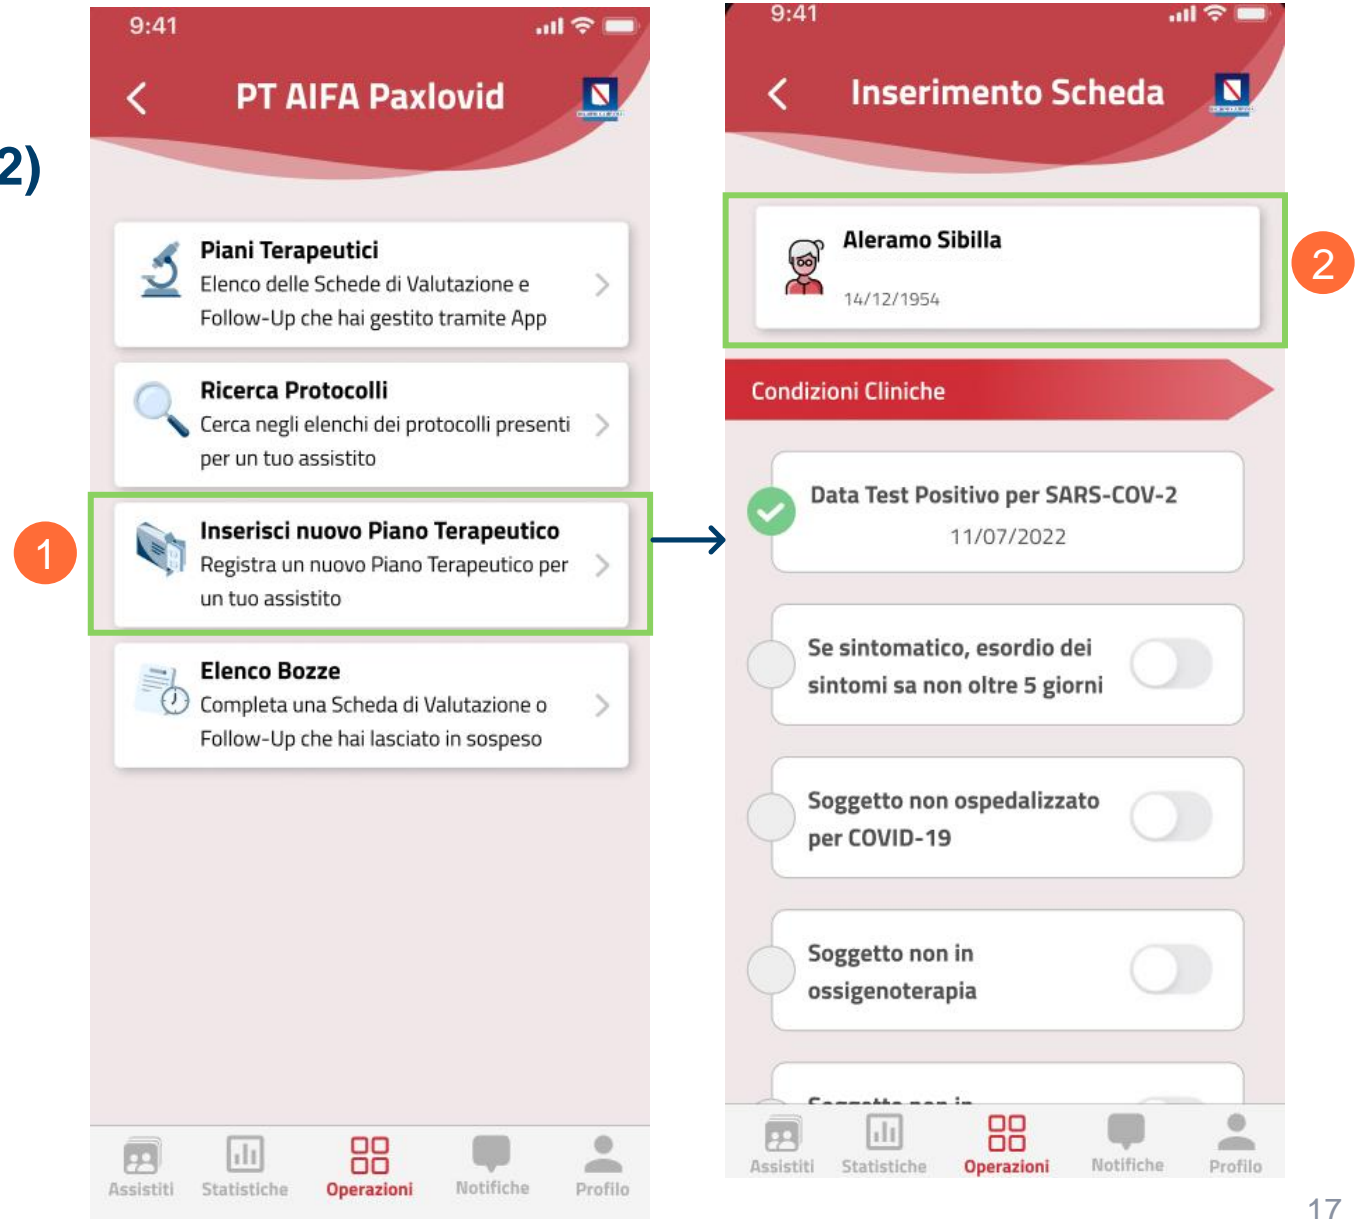 2)
9:41
PT AIFA Paxlovid
Piani Terapeutici
Elenco delle Schede di Valutazione e
Follow-Up che hai gestito tramite App
Ricerca Protocolli
Cerca negli elenchi dei protocolli presenti
per un tuo assistito
1
Inserisci nuovo Piano Terapeutico
Registra un nuovo Piano Terapeutico per
un tuo assistito
Elenco Bozze
Completa una Scheda di Valutazione o
Follow-Up che hai lasciato in sospeso
Assistiti
Statistiche
Operazioni
Notifiche
Profilo
9:41
Inserimento Scheda
Aleramo Sibilla
14/12/1954
2
Condizioni Cliniche
Data Test Positivo per SARS-COV-2
11/07/2022
Se sintomatico, esordio dei
sintomi sa non oltre 5 giorni
Soggetto non ospedalizzato
per COVID-19
Soggetto non in
ossigenoterapia
Soggetto non in
Assistiti
Statistiche
Operazioni
Notifiche
Profilo
17